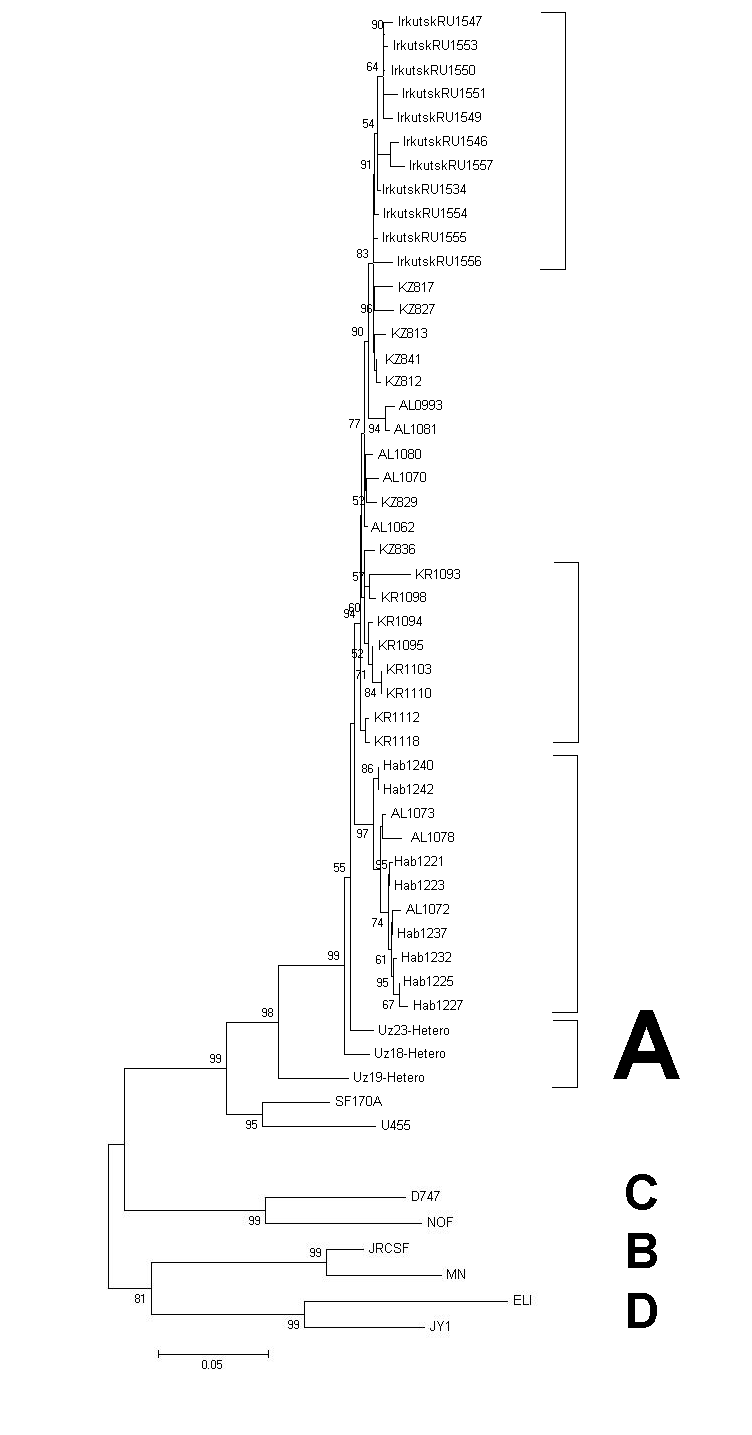 90
IrkutskRU1547
IrkutskRU1553
64
IrkutskRU1550
IrkutskRU1551
IrkutskRU1549
54
IrkutskRU1546
91
IrkutskRU1557
IrkutskRU1534
IrkutskRU1554
IrkutskRU1555
83
IrkutskRU1556
KZ817
96
KZ827
90
KZ813
KZ841
KZ812
AL0993
77
94
AL1081
AL1080
AL1070
52
KZ829
AL1062
KZ836
57
KR1093
KR1098
60
94
KR1094
KR1095
52
KR1103
71
84
KR1110
KR1112
KR1118
86
Hab1240
Hab1242
AL1073
97
AL1078
55
95
Hab1221
Hab1223
AL1072
74
Hab1237
99
61
Hab1232
95
Hab1225
67
Hab1227
98
Uz23-Hetero
A
99
Uz18-Hetero
Uz19-Hetero
SF170A
95
U455
D747
C
99
NOF
99
JRCSF
B
MN
81
ELI
D
99
JY1
0.05